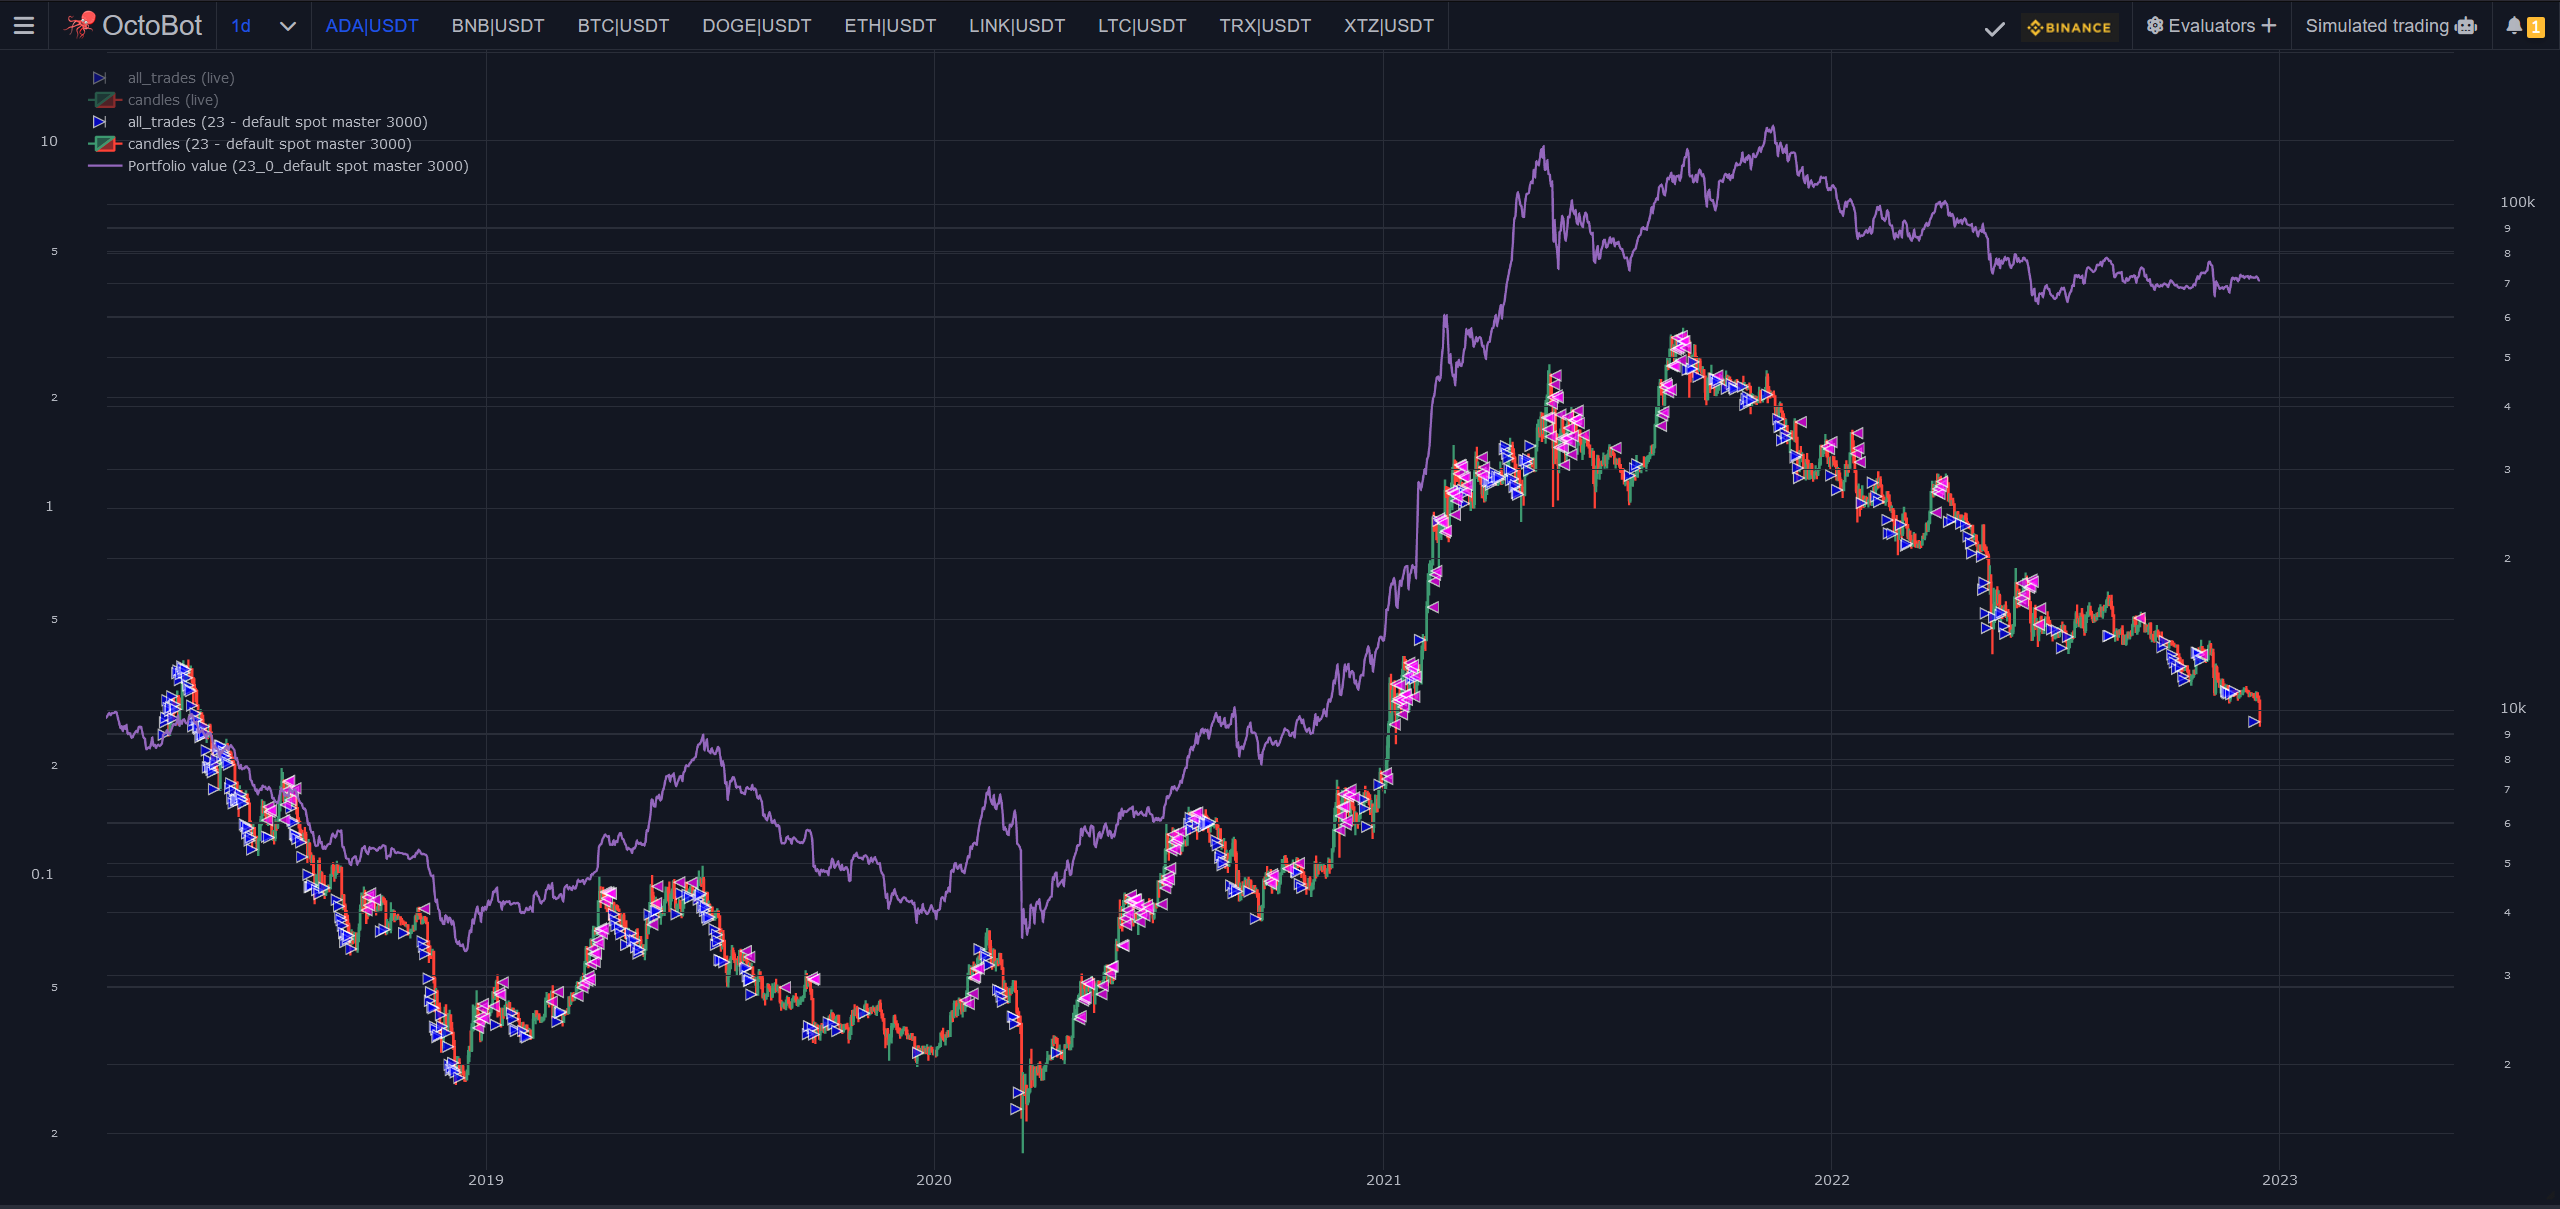 OctoBot 1d ADA|USDT BNB|USDT BTC|USDT DOGE|USDT ETH|USDT LINK|USDT LTC|USDT TRX|USDT XTZ|USDT BINANCE Evaluators Simulated trading 1
all_trades (live)
candles (live)
all_trades (23 - default spot master 3000)
candles (23 - default spot master 3000)
Portfolio value (23_0_default spot master 3000)
10
5
2
1
5
2
0.1
5
2
100k
9
8
7
6
5
4
3
2
10k
9
8
7
6
5
4
3
2
2019 2020 2021 2022 2023